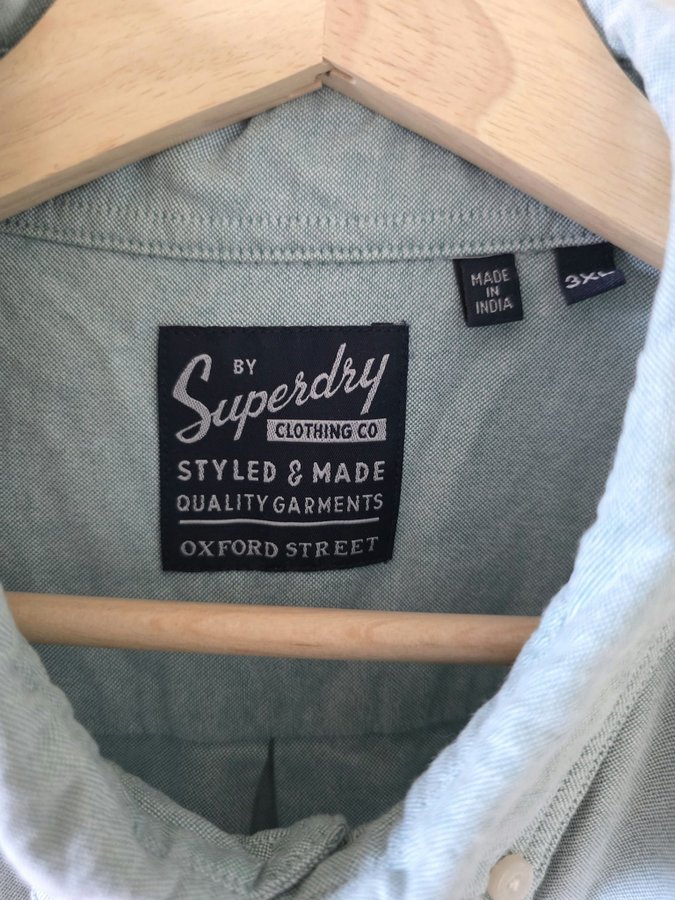 BY
Superdry
CLOTHING CO
STYLED & MADE
QUALITY GARMENTS
OXFORD STREET
MADE
IN
INDIA
3XL